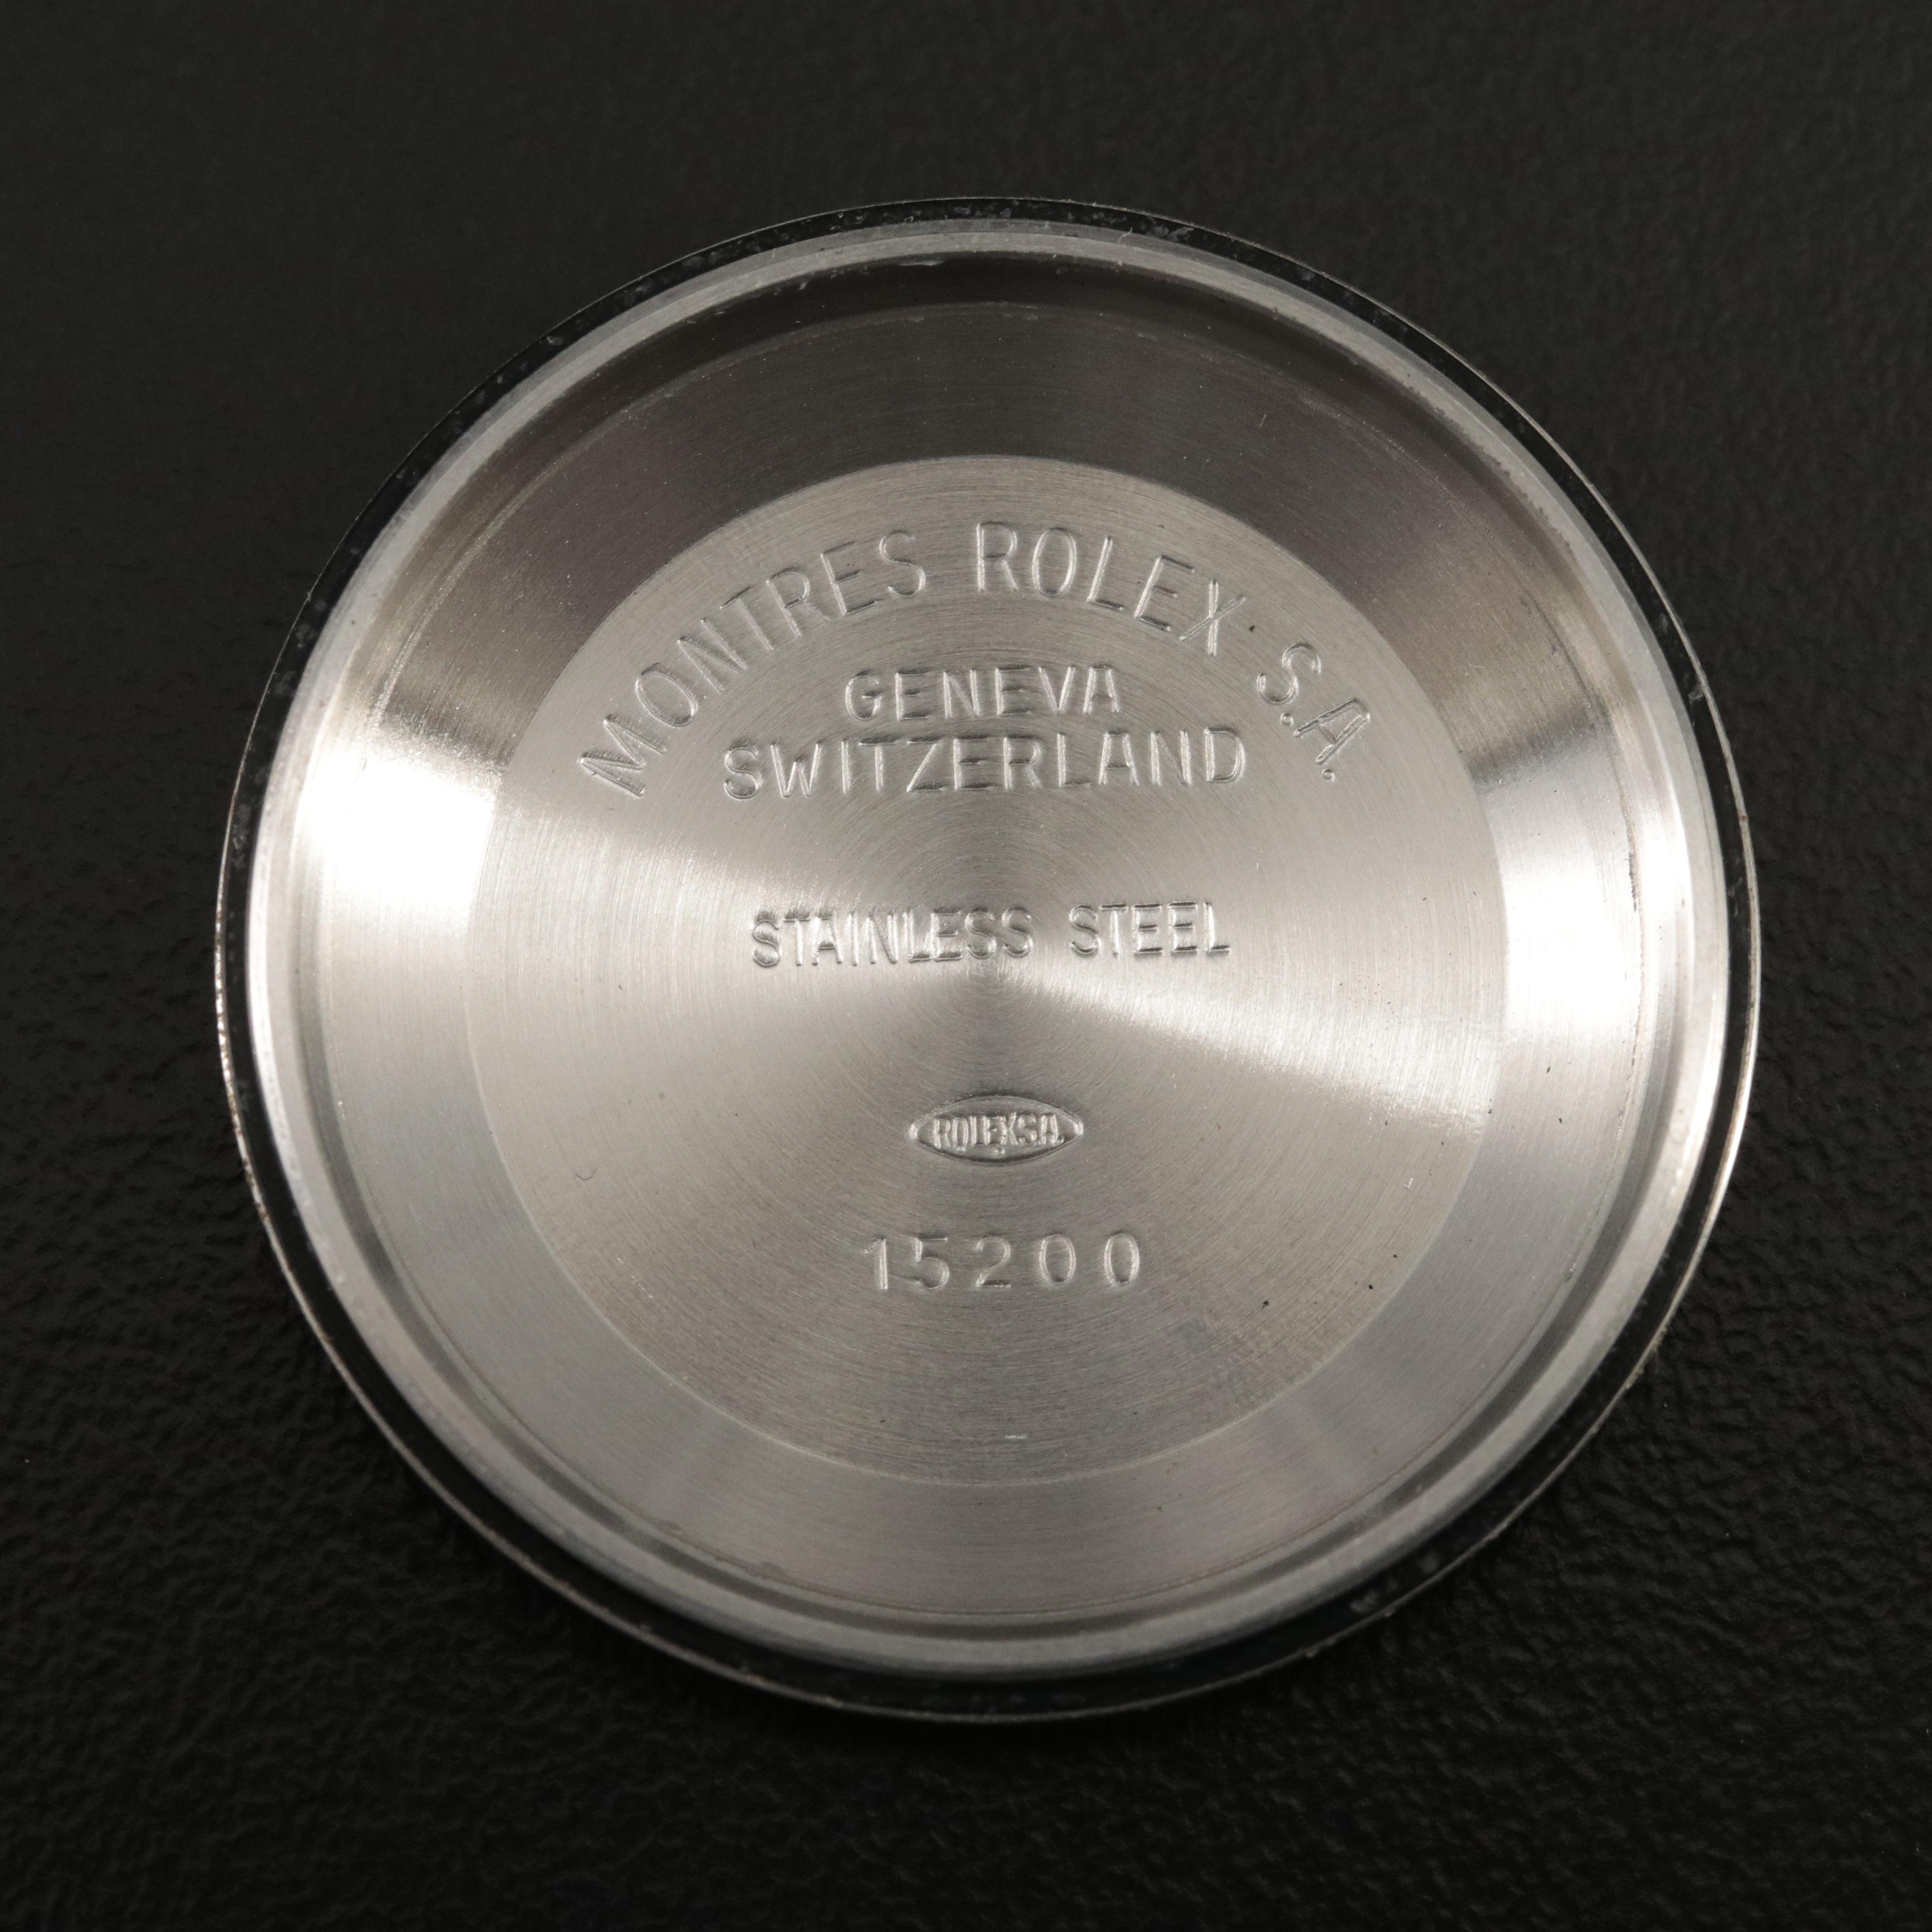 MONTRES ROLEX S.A.
GENEVA
SWITZERLAND
STAINLESS STEEL
ROLEX S.A.
15200